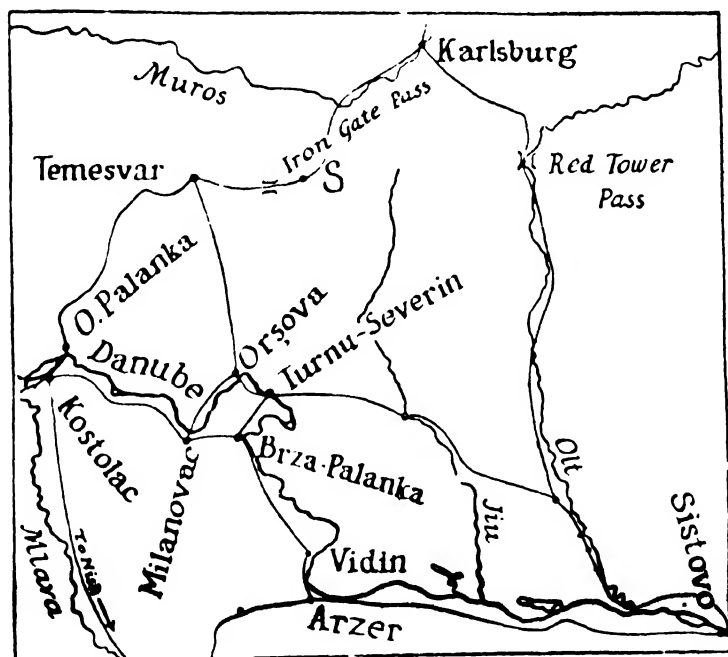 Karlsburg
Muros
Iron Gate Pass
Temesvar
S
Red Tower
Pass
O. Palanka
Orşova
Turnu-Severin
Danube
Kostolac
Milanovac
Brza-Palanka
Olt
Jiu
Sistovo
Mlara
To Nish
Vidin
Arzer